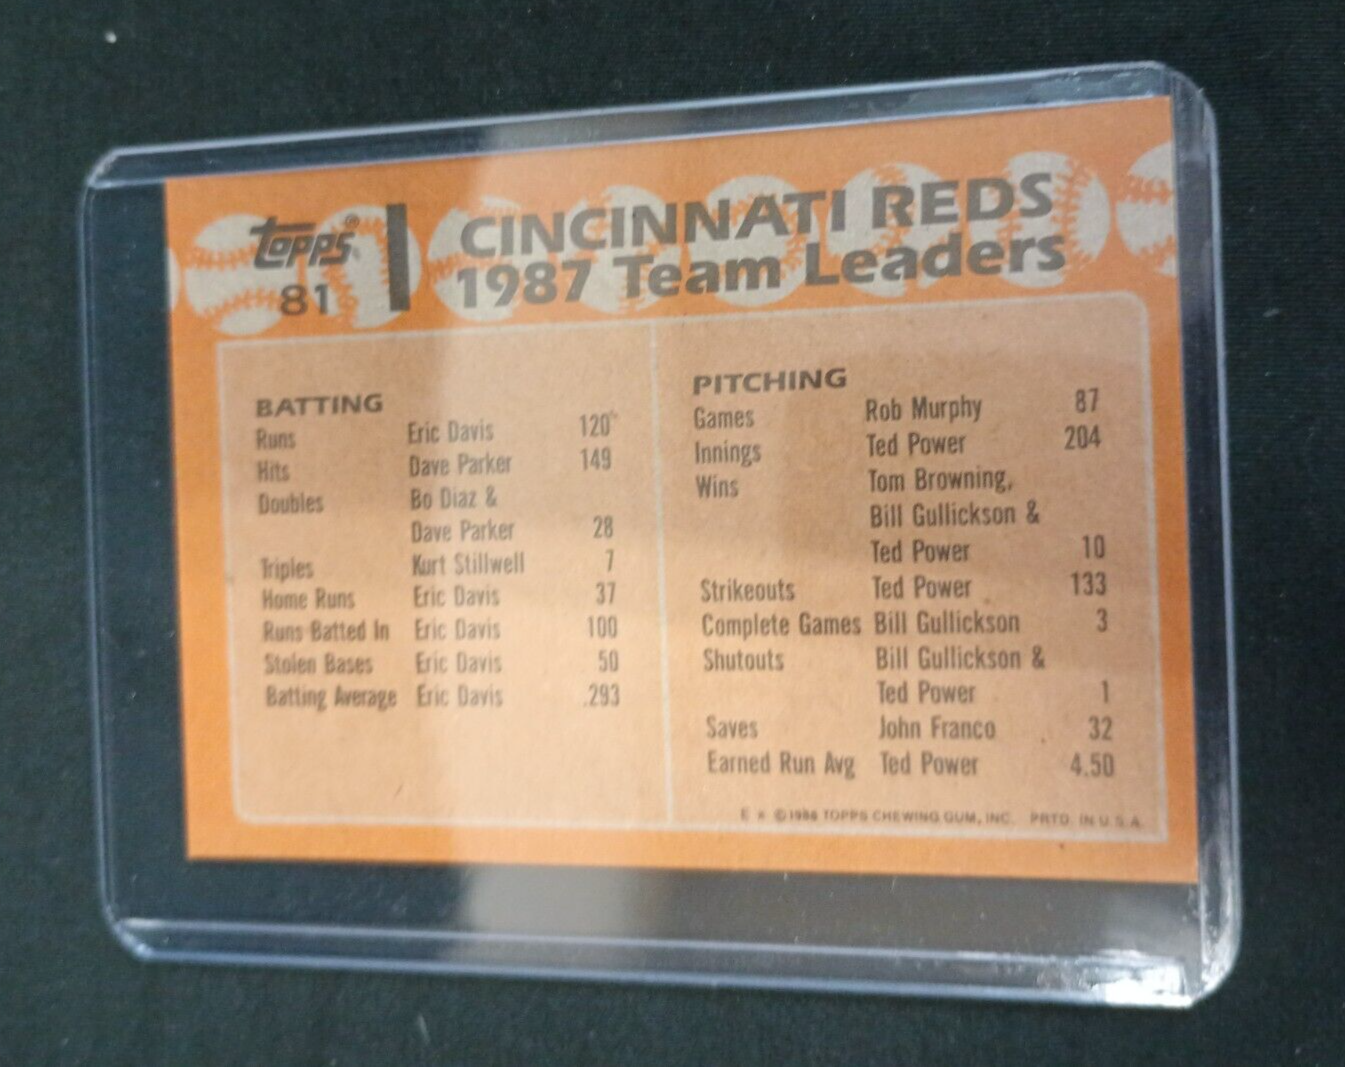 Topps®
81
CINCINNATI REDS
1987 Team Leaders
BATTING
Runs Eric Davis 120
Hits Dave Parker 149
Doubles Bo Diaz &
Dave Parker 28
Triples Kurt Stillwell 7
Home Runs Eric Davis 37
Runs Batted In Eric Davis 100
Stolen Bases Eric Davis 50
Batting Average Eric Davis .293
PITCHING
Games Rob Murphy 87
Innings Ted Power 204
Wins Tom Browning,
Bill Gullickson &
Ted Power 10
Strikeouts Ted Power 133
Complete Games Bill Gullickson 3
Shutouts Bill Gullickson &
Ted Power 1
Saves John Franco 32
Earned Run Avg Ted Power 4.50
E * ©1988 TOPPS CHEWING GUM, INC. PRTD. IN U.S.A.